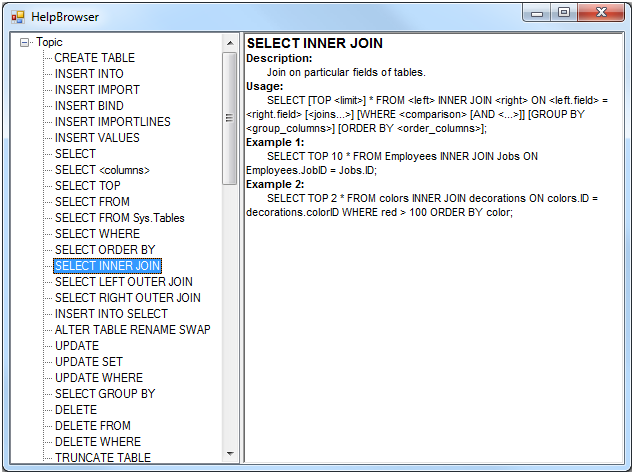 HelpBrowser
Topic
CREATE TABLE
INSERT INTO
INSERT IMPORT
INSERT BIND
INSERT IMPORTLINES
INSERT VALUES
SELECT
SELECT <columns>
SELECT TOP
SELECT FROM
SELECT FROM Sys.Tables
SELECT WHERE
SELECT ORDER BY
SELECT INNER JOIN
SELECT LEFT OUTER JOIN
SELECT RIGHT OUTER JOIN
INSERT INTO SELECT
ALTER TABLE RENAME SWAP
UPDATE
UPDATE SET
UPDATE WHERE
SELECT GROUP BY
DELETE
DELETE FROM
DELETE WHERE
TRUNCATE TABLE
SELECT INNER JOIN
Description:
Join on particular fields of tables.
Usage:
SELECT [TOP <limit>] * FROM <left> INNER JOIN <right> ON <left.field> =
<right.field> [<joins...>] [WHERE <comparison> [AND <...>]] [GROUP BY
<group_columns>] [ORDER BY <order_columns>];
Example 1:
SELECT TOP 10 * FROM Employees INNER JOIN Jobs ON
Employees.JobID = Jobs.ID;
Example 2:
SELECT TOP 2 * FROM colors INNER JOIN decorations ON colors.ID =
decorations.colorID WHERE red > 100 ORDER BY color;